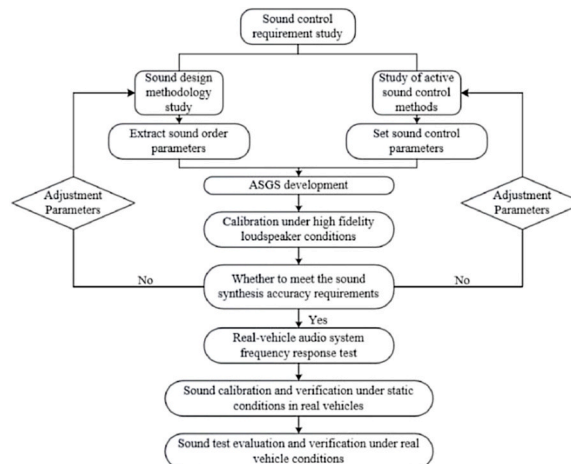 Sound control
requirement study
Sound design
methodology study
Study of active
sound control
methods
Extract sound order
parameters
Set sound control
parameters
ASGS development
Adjustment
Parameters
Adjustment
Parameters
Calibration under high fidelity
loudspeaker conditions
No
Whether to meet the sound
synthesis accuracy requirements
No
Yes
Real-vehicle audio system
frequency response test
Sound calibration and verification under static
conditions in real vehicles
Sound test evaluation and verification under real
vehicle conditions